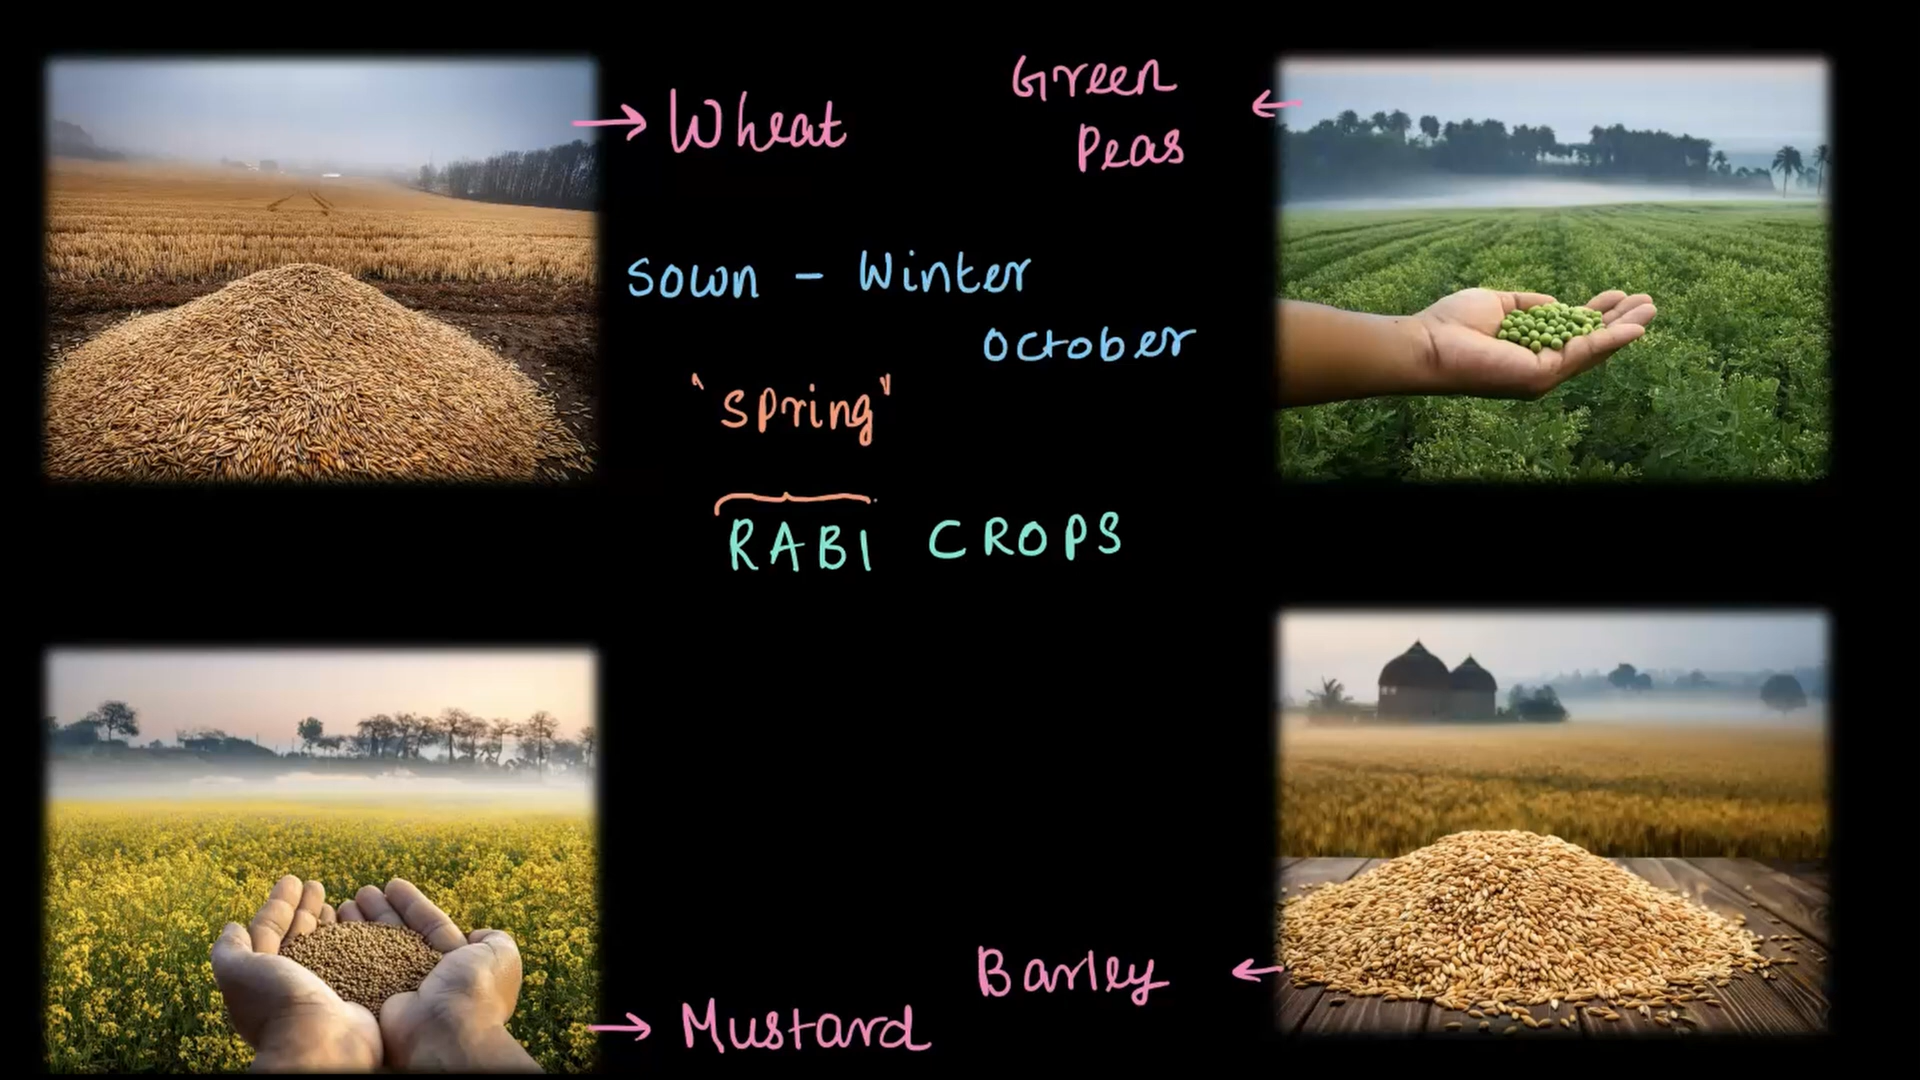 Wheat
Green
Peas
Sown - Winter
October
"Spring"
RABI CROPS
Barley
Mustard